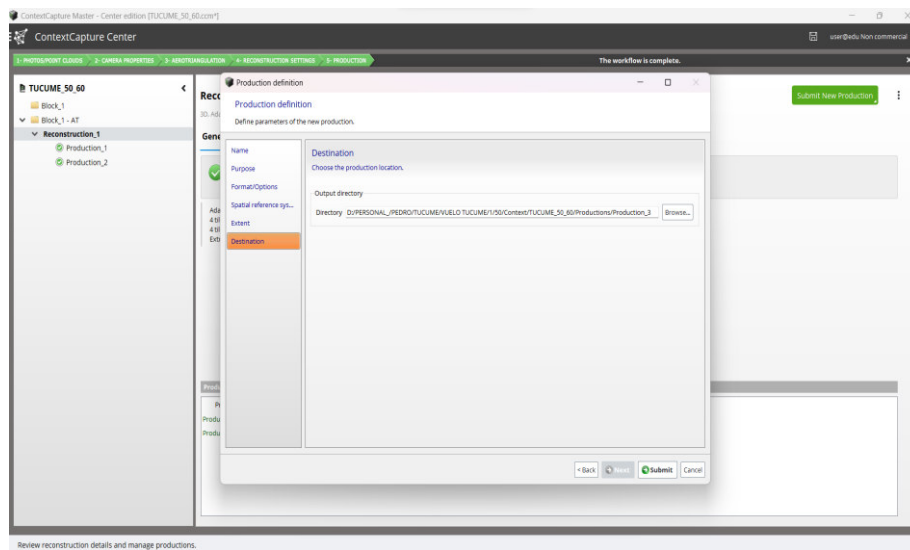 ContextCapture Master - Center edition [TUCUME_50_60.ccm*]
ContextCapture Center
user@edu Non commercial
1- PHOTOS/POINT CLOUDS 2- CAMERA PROPERTIES 3- AEROTRIANGULATION 4- RECONSTRUCTION SETTINGS 5- PRODUCTION
The workflow is complete.
TUCUME_50_60
Block_1
Block_1 - AT
Reconstruction_1
Production_1
Production_2
Submit New Production
Production definition
Production definition
Define parameters of the new production.
Name
Purpose
Format/Options
Spatial reference sys...
Extent
Destination
Destination
Choose the production location.
Output directory
Directory D:/PERSONAL_/PEDRO/TUCUME/VUELO TUCUME/1/50/Context/TUCUME_50_60/Productions/Production_3 Browse...
< Back Next Submit Cancel
Review reconstruction details and manage productions.